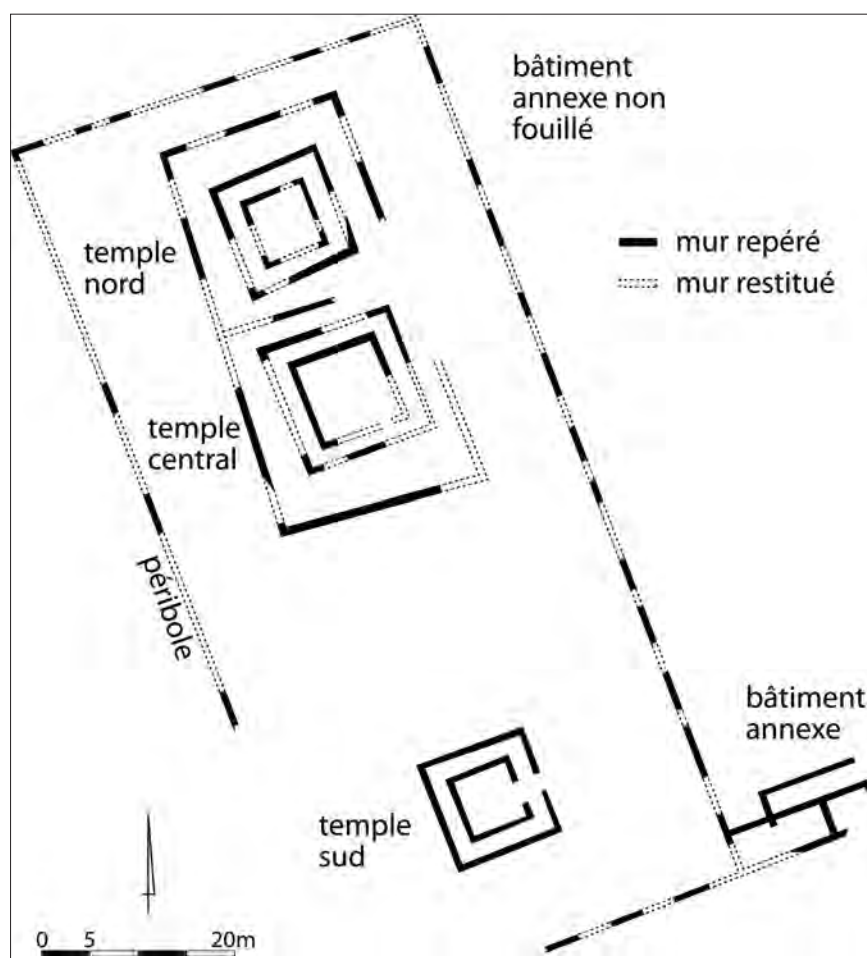 bâtiment
annexe non
fouillé
mur repéré
mur restitué
temple
nord
temple
central
péribole
bâtiment
annexe
temple
sud
0 5 20m